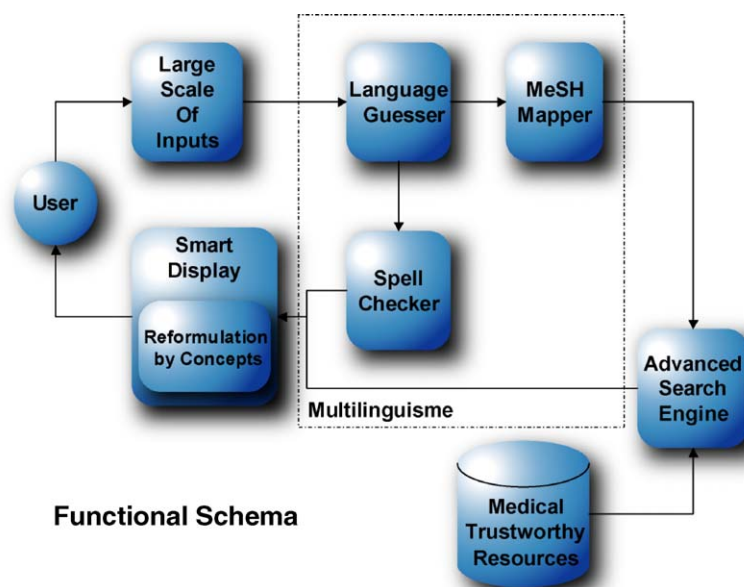 Large
Scale
Of
Inputs
Language
Guesser
MeSH
Mapper
User
Smart
Display
Reformulation
by Concepts
Spell
Checker
Multilinguisme
Advanced
Search
Engine
Functional Schema
Medical
Trustworthy
Resources